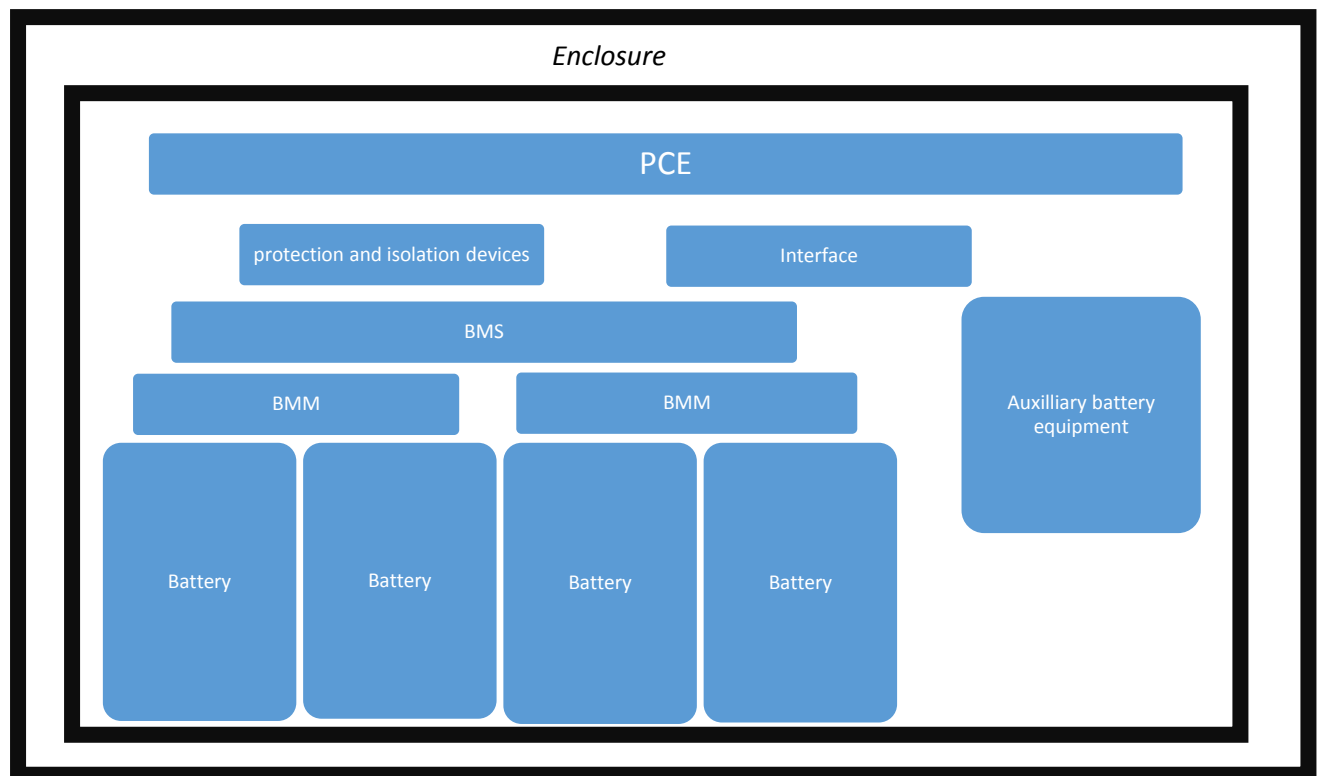 Enclosure
PCE
protection and isolation devices
Interface
BMS
BMM
BMM
Auxilliary battery
equipment
Battery
Battery
Battery
Battery